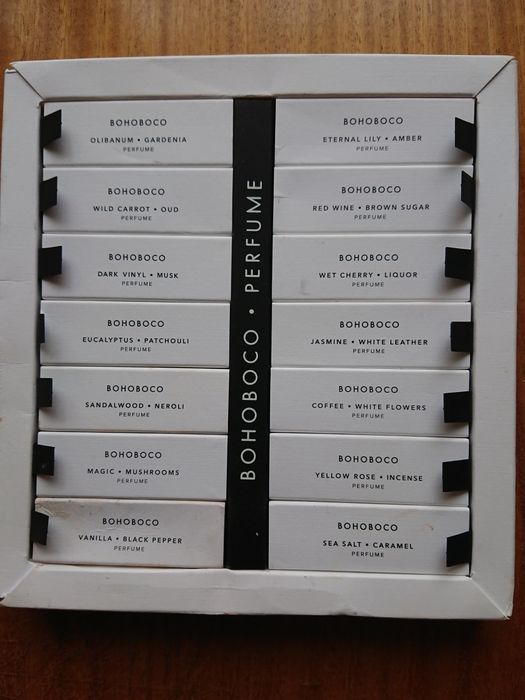 BOHOBOCO
OLIBANUM • GARDENIA
PERFUME
BOHOBOCO
WILD CARROT • OUD
PERFUME
BOHOBOCO
DARK VINYL • MUSK
PERFUME
BOHOBOCO
EUCALYPTUS • PATCHOULI
PERFUME
BOHOBOCO
SANDALWOOD • NEROLI
PERFUME
BOHOBOCO
MAGIC • MUSHROOMS
PERFUME
BOHOBOCO
VANILLA • BLACK PEPPER
PERFUME
BOHOBOCO • PERFUME
BOHOBOCO
ETERNAL LILY • AMBER
PERFUME
BOHOBOCO
RED WINE • BROWN SUGAR
PERFUME
BOHOBOCO
WET CHERRY • LIQUOR
PERFUME
BOHOBOCO
JASMINE • WHITE LEATHER
PERFUME
BOHOBOCO
COFFEE • WHITE FLOWERS
PERFUME
BOHOBOCO
YELLOW ROSE • INCENSE
PERFUME
BOHOBOCO
SEA SALT • CARAMEL
PERFUME